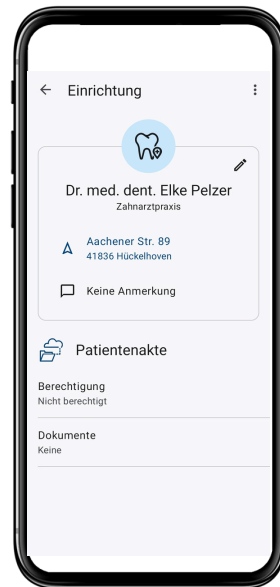 Einrichtung
Dr. med. dent. Elke Pelzer
Zahnarztpraxis
Aachener Str. 89
41836 Hückelhoven
Keine Anmerkung
Patientenakte
Berechtigung
Nicht berechtigt
Dokumente
Keine